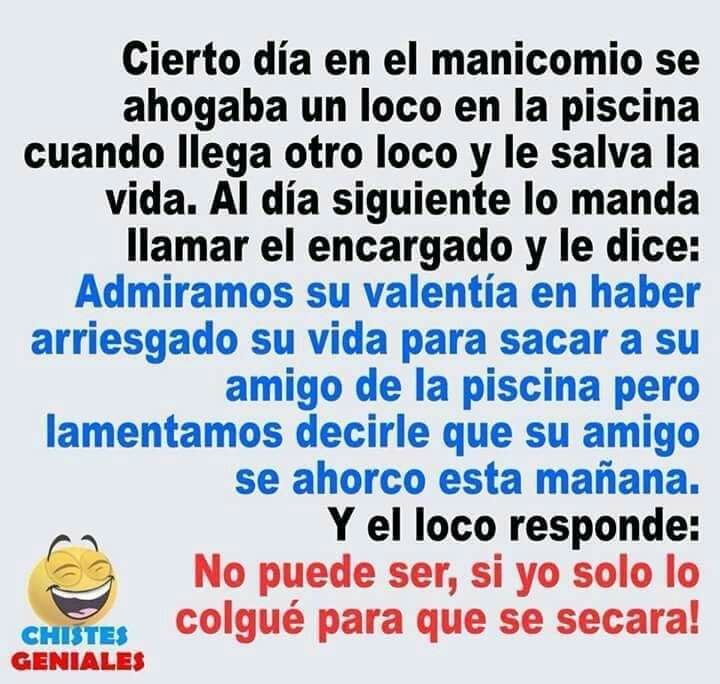 Cierto día en el manicomio se
ahogaba un loco en la piscina
cuando llega otro loco y le salva la
vida. Al día siguiente lo manda
llamar el encargado y le dice:
Admiramos su valentía en haber
arriesgado su vida para sacar a su
amigo de la piscina pero
lamentamos decirle que su amigo
se ahorco esta mañana.
Y el loco responde:
No puede ser, si yo solo lo
colgué para que se secara!
CHISTES
GENIALES